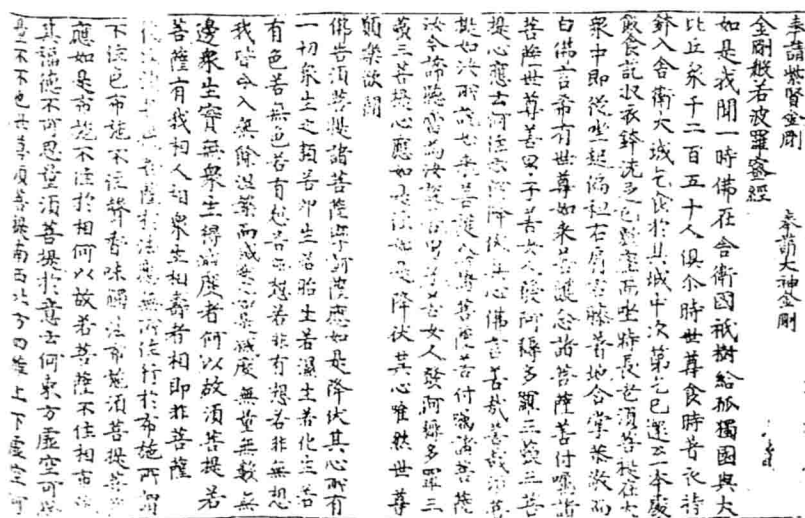 奉請紫賢金剛　奉請大神金剛
金剛般若波羅蜜經
如是我聞一時佛在舍衛國祇樹給孤獨園與大
比丘眾千二百五十人俱尒時世尊食時著衣持
鉢入舍衛大城乞食於其城中次第乞已還至本處
飯食訖收衣鉢洗足已敷座而坐時長老須菩提在大
眾中即從坐起偏袒右肩右膝著地合掌恭敬而
白佛言希有世尊如來善護念諸菩薩善付囑諸
菩薩世尊善男子善女人發阿耨多羅三藐三菩
提心應云何住云何降伏其心佛言善哉善哉須菩
提如汝所說如來善護念諸菩薩善付囑諸菩薩
汝今諦聽當為汝說善男子善女人發阿耨多羅三
藐三菩提心應如是住如是降伏其心唯然世尊
願樂欲聞
佛告須菩提諸菩薩摩訶薩應如是降伏其心所有
一切眾生之類若卵生若胎生若濕生若化生若
有色若無色若有想若無想若非有想若非無想
我皆令入無餘涅槃而滅度之如是滅度無量無數無
邊眾生實無眾生得滅度者何以故須菩提若
菩薩有我相人相眾生相壽者相即非菩薩
復次須菩提菩薩於法應無所住行於布施所謂
不住色布施不住聲香味觸法布施須菩提菩薩
應如是布施不住於相何以故若菩薩不住相布施
其福德不可思量須菩提於意云何東方虛空可思
量不不也世尊須菩提南西北方四維上下虛空可